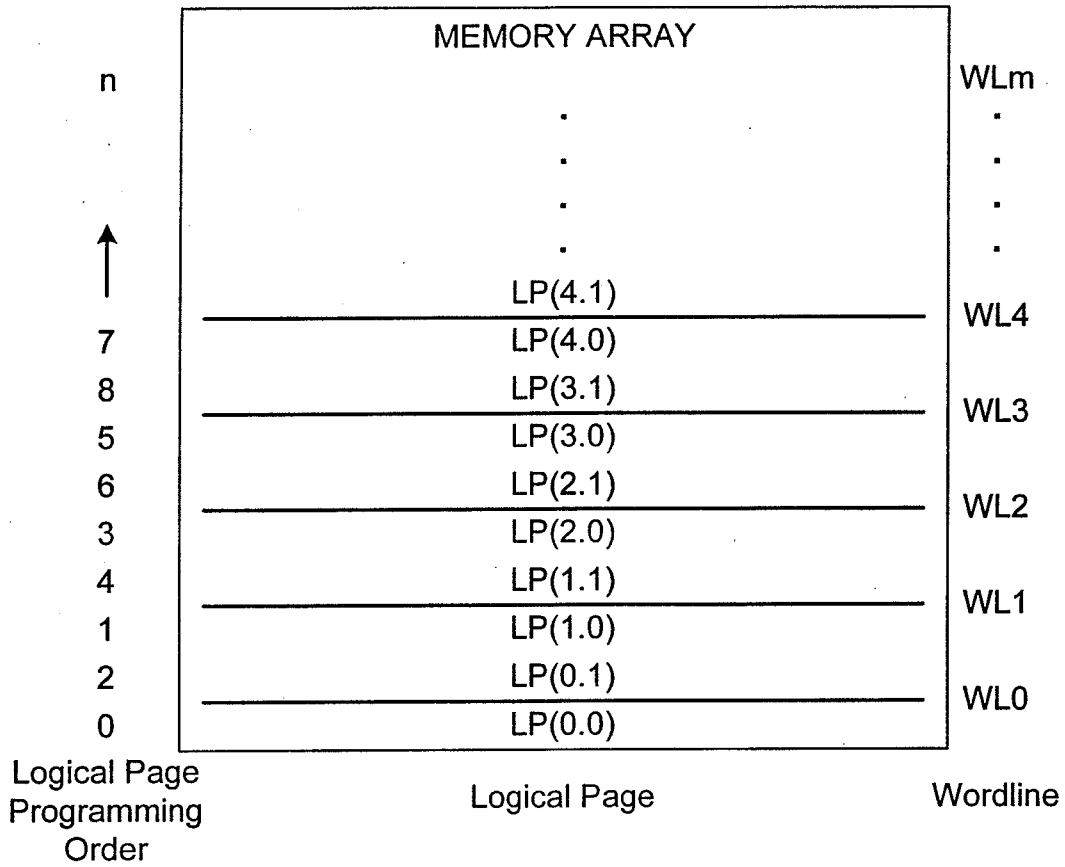 MEMORY ARRAY
n WLm
LP(4.1)
WL4
7 LP(4.0)
8 LP(3.1)
WL3
5 LP(3.0)
6 LP(2.1)
WL2
3 LP(2.0)
4 LP(1.1)
WL1
1 LP(1.0)
2 LP(0.1)
WL0
0 LP(0.0)
Logical Page
Programming
Order
Logical Page
Wordline